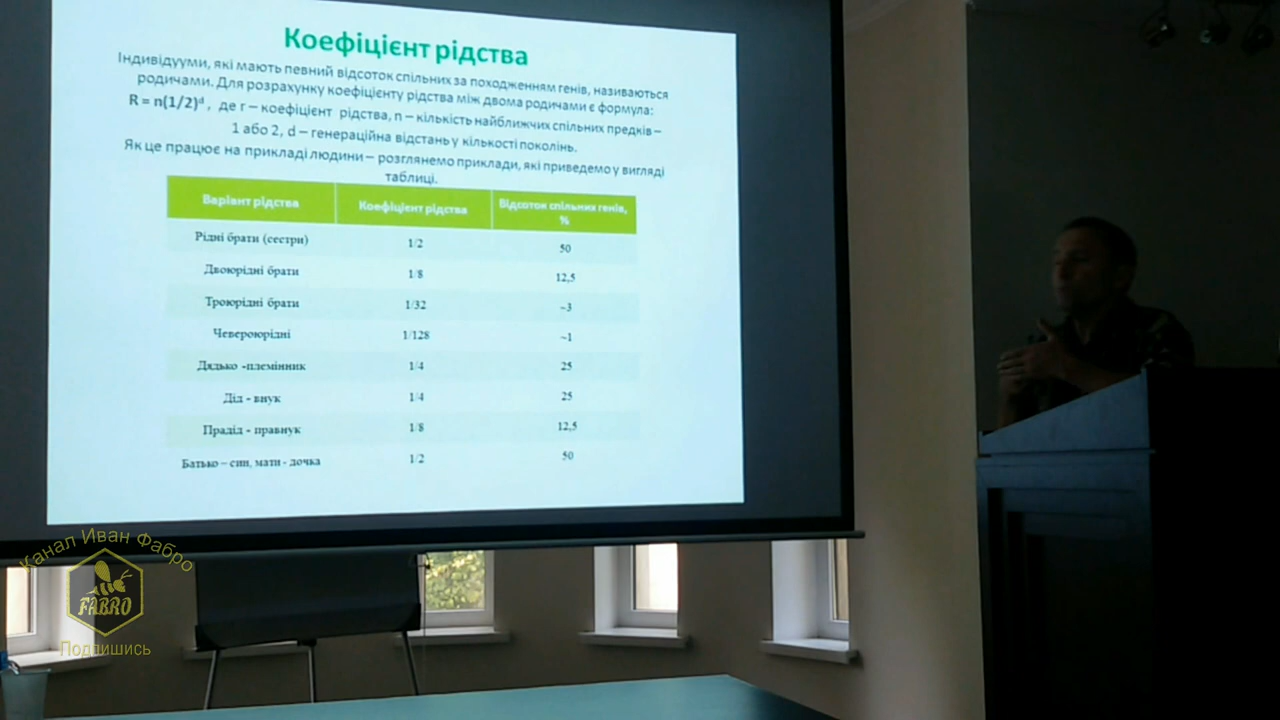 Коефіцієнт рідства
Індивідууми, які мають певний відсоток спільних за походженням генів, називаються
родичами. Для розрахунку коефіцієнту рідства між двома родичами є формула:
R = n(1/2)ᵈ , де r – коефіцієнт рідства, n – кількість найближчих спільних предків –
1 або 2, d – генераційна відстань у кількості поколінь.
Як це працює на прикладі людини – розглянемо приклади, які приведемо у вигляді
таблиці.
Варіант рідства Коефіцієнт рідства Відсоток спільних генів, %
Рідні брати (сестри) 1/2 50
Двоюрідні брати 1/8 12,5
Троюрідні брати 1/32 ~3
Чевероюрідні 1/128 ~1
Дядько -племінник 1/4 25
Дід - внук 1/4 25
Прадід - правнук 1/8 12,5
Батько – син, мати - дочка 1/2 50
Канал Иван Фабро
FABRO
Подпишись